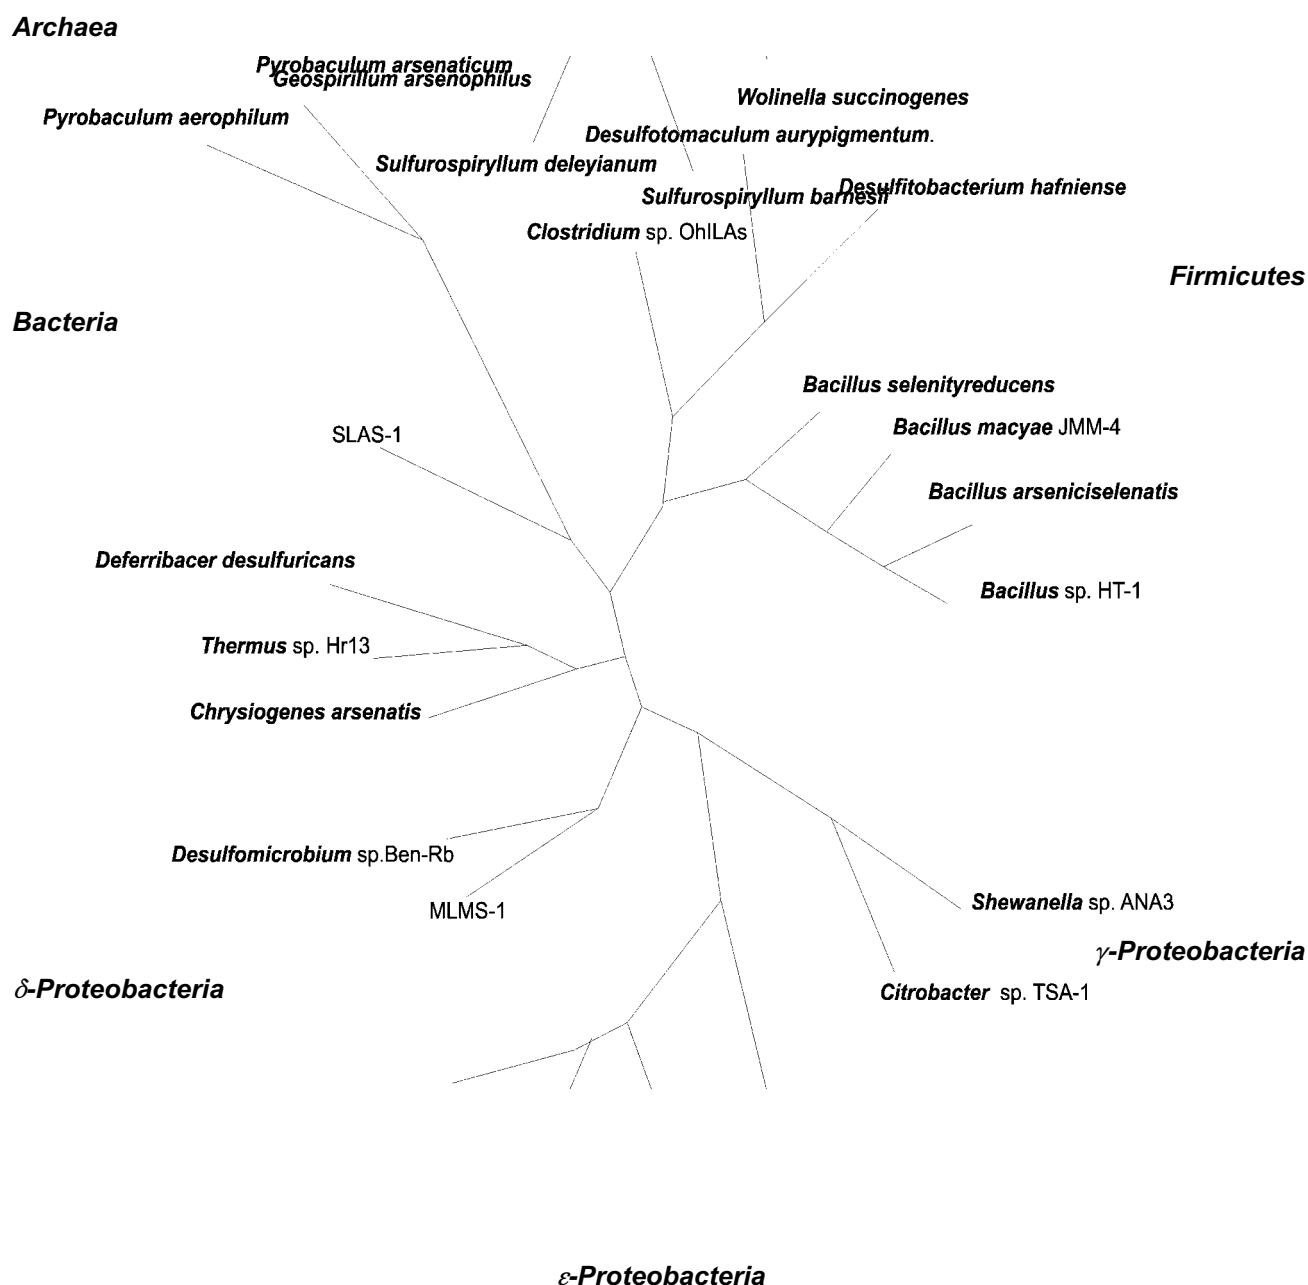 Archaea
Pyrobaculum arsenaticum
Geospirillum arsenophilus
Wolinella succinogenes
Pyrobaculum aerophilum
Desulfotomaculum aurypigmentum.
Sulfurospiryllum deleyianum
Desulfitobacterium hafniense
Sulfurospiryllum barnesii
Clostridium sp. OhILAs
Firmicutes
Bacteria
Bacillus selenityreducens
Bacillus macyae JMM-4
SLAS-1
Bacillus arseniciselenatis
Deferribacer desulfuricans
Bacillus sp. HT-1
Thermus sp. Hr13
Chrysiogenes arsenatis
Desulfomicrobium sp.Ben-Rb
Shewanella sp. ANA3
MLMS-1
γ-Proteobacteria
δ-Proteobacteria
Citrobacter sp. TSA-1
ε-Proteobacteria